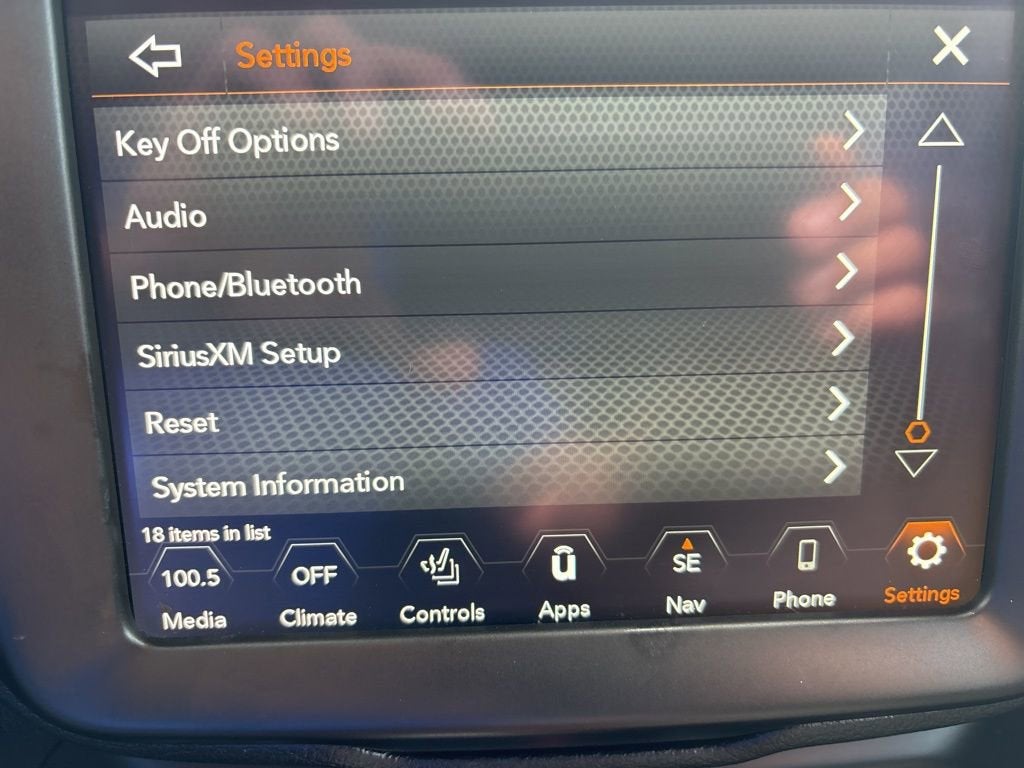 Settings
Key Off Options
Audio
Phone/Bluetooth
SiriusXM Setup
Reset
System Information
18 items in list
100.5 OFF u SE
Media Climate Controls Apps Nav Phone Settings